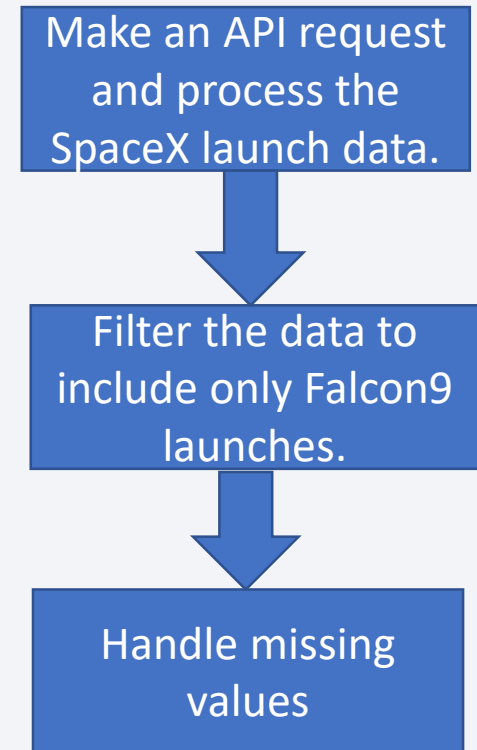 Make an API request
and process the
SpaceX launch data.
Filter the data to
include only Falcon9
launches.
Handle missing
values